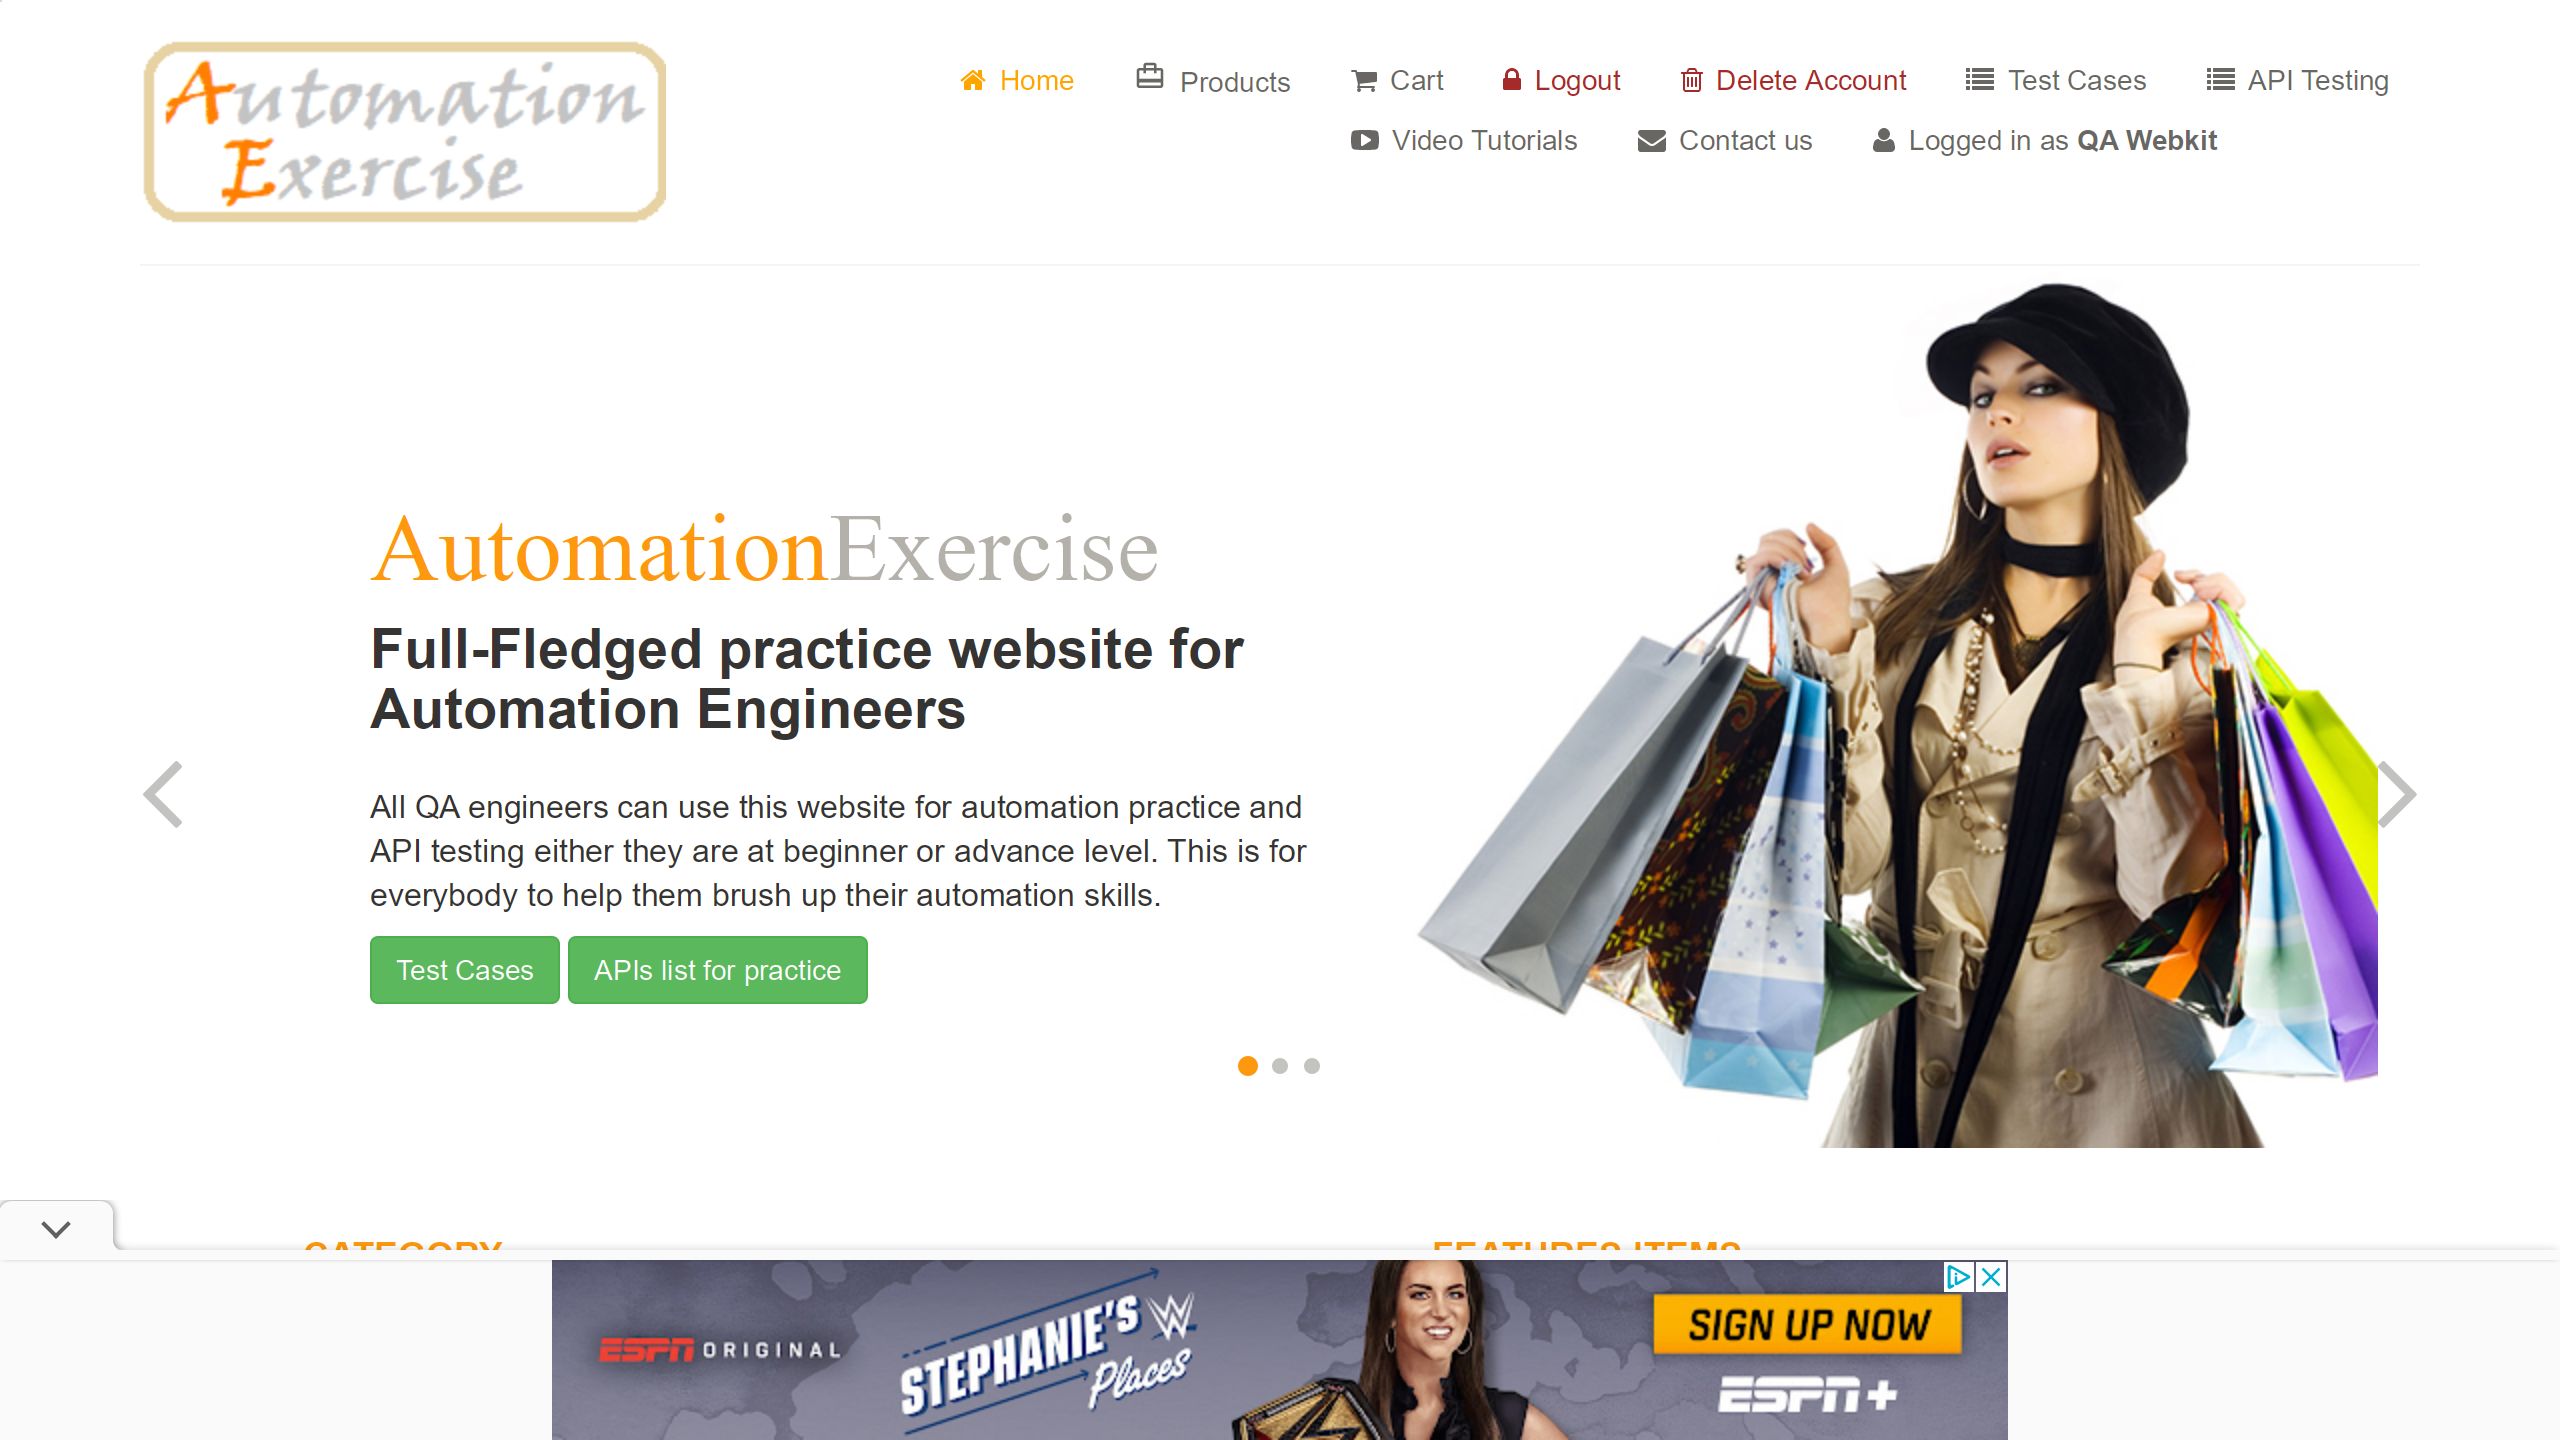 Automation
Exercise
Home
Products
Cart
Logout
Delete Account
Test Cases
API Testing
Video Tutorials
Contact us
Logged in as QA Webkit
AutomationExercise
Full-Fledged practice website for
Automation Engineers
All QA engineers can use this website for automation practice and
API testing either they are at beginner or advance level. This is for
everybody to help them brush up their automation skills.
Test Cases
APIs list for practice
CATEGORY
FEATURES ITEMS
ESPN ORIGINAL
STEPHANIE'S
Places
W
SIGN UP NOW
ESPN+